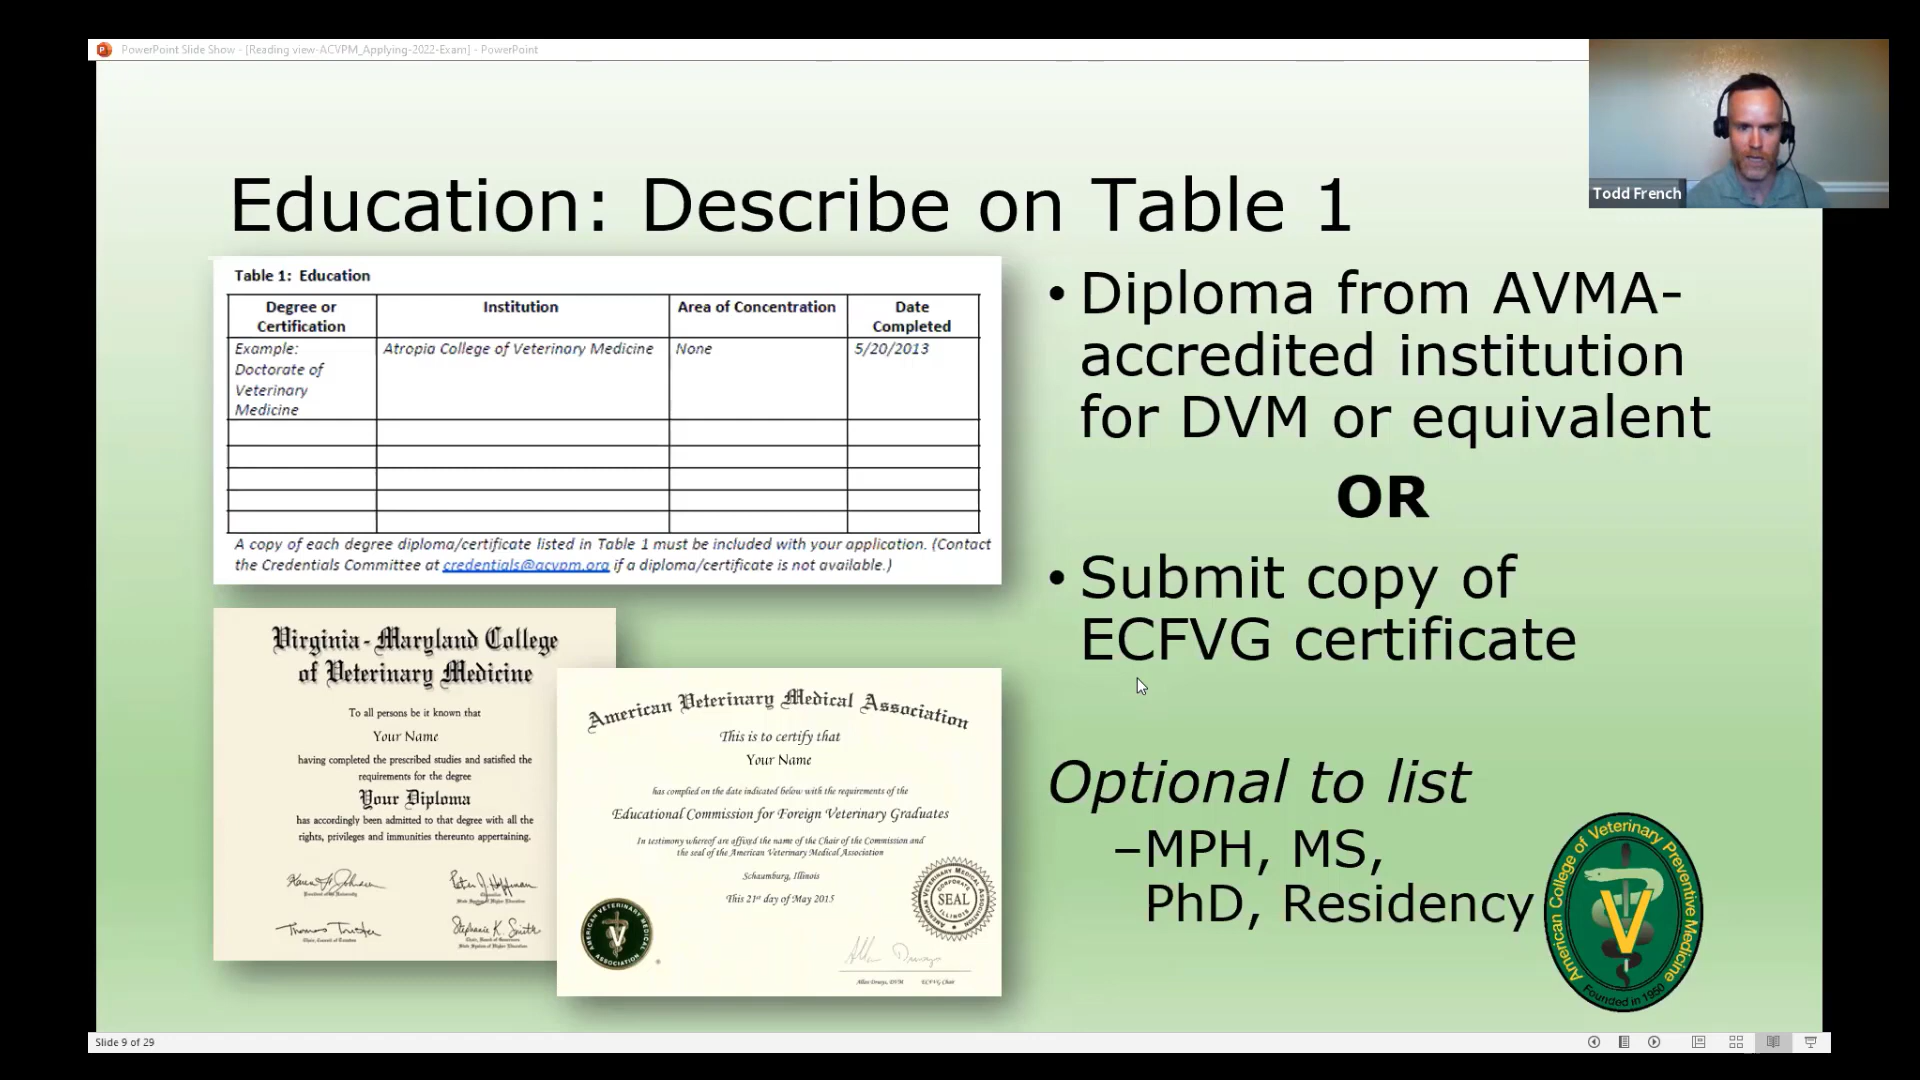 PowerPoint Slide Show - [Reading view-ACVPM_Applying-2022-Exam] - PowerPoint
Todd French
Education: Describe on Table 1
Table 1: Education
Degree or Certification
Institution
Area of Concentration
Date Completed
Example: Doctorate of Veterinary Medicine
Atropia College of Veterinary Medicine
None
5/20/2013
A copy of each degree diploma/certificate listed in Table 1 must be included with your application. (Contact
the Credentials Committee at credentials@acvpm.org if a diploma/certificate is not available.)
• Diploma from AVMA-
accredited institution
for DVM or equivalent
OR
• Submit copy of
ECFVG certificate
Optional to list
–MPH, MS,
PhD, Residency
Virginia-Maryland College
of Veterinary Medicine
To all persons be it known that
Your Name
having completed the prescribed studies and satisfied the
requirements for the degree
Your Diploma
has accordingly been admitted to that degree with all the
rights, privileges and immunities thereunto appertaining.
American Veterinary Medical Association
This is to certify that
Your Name
has complied on the date indicated below with the requirements of the
Educational Commission for Foreign Veterinary Graduates
In testimony whereof are affixed the name of the Chair of the Commission and
the seal of the American Veterinary Medical Association
Schaumburg, Illinois
This 21st day of May 2015
AMERICAN VETERINARY MEDICAL ASSOCIATION
V
SEAL
ECFVG Chair
American College of Veterinary Preventive Medicine
V
Founded in 1950
Slide 9 of 29